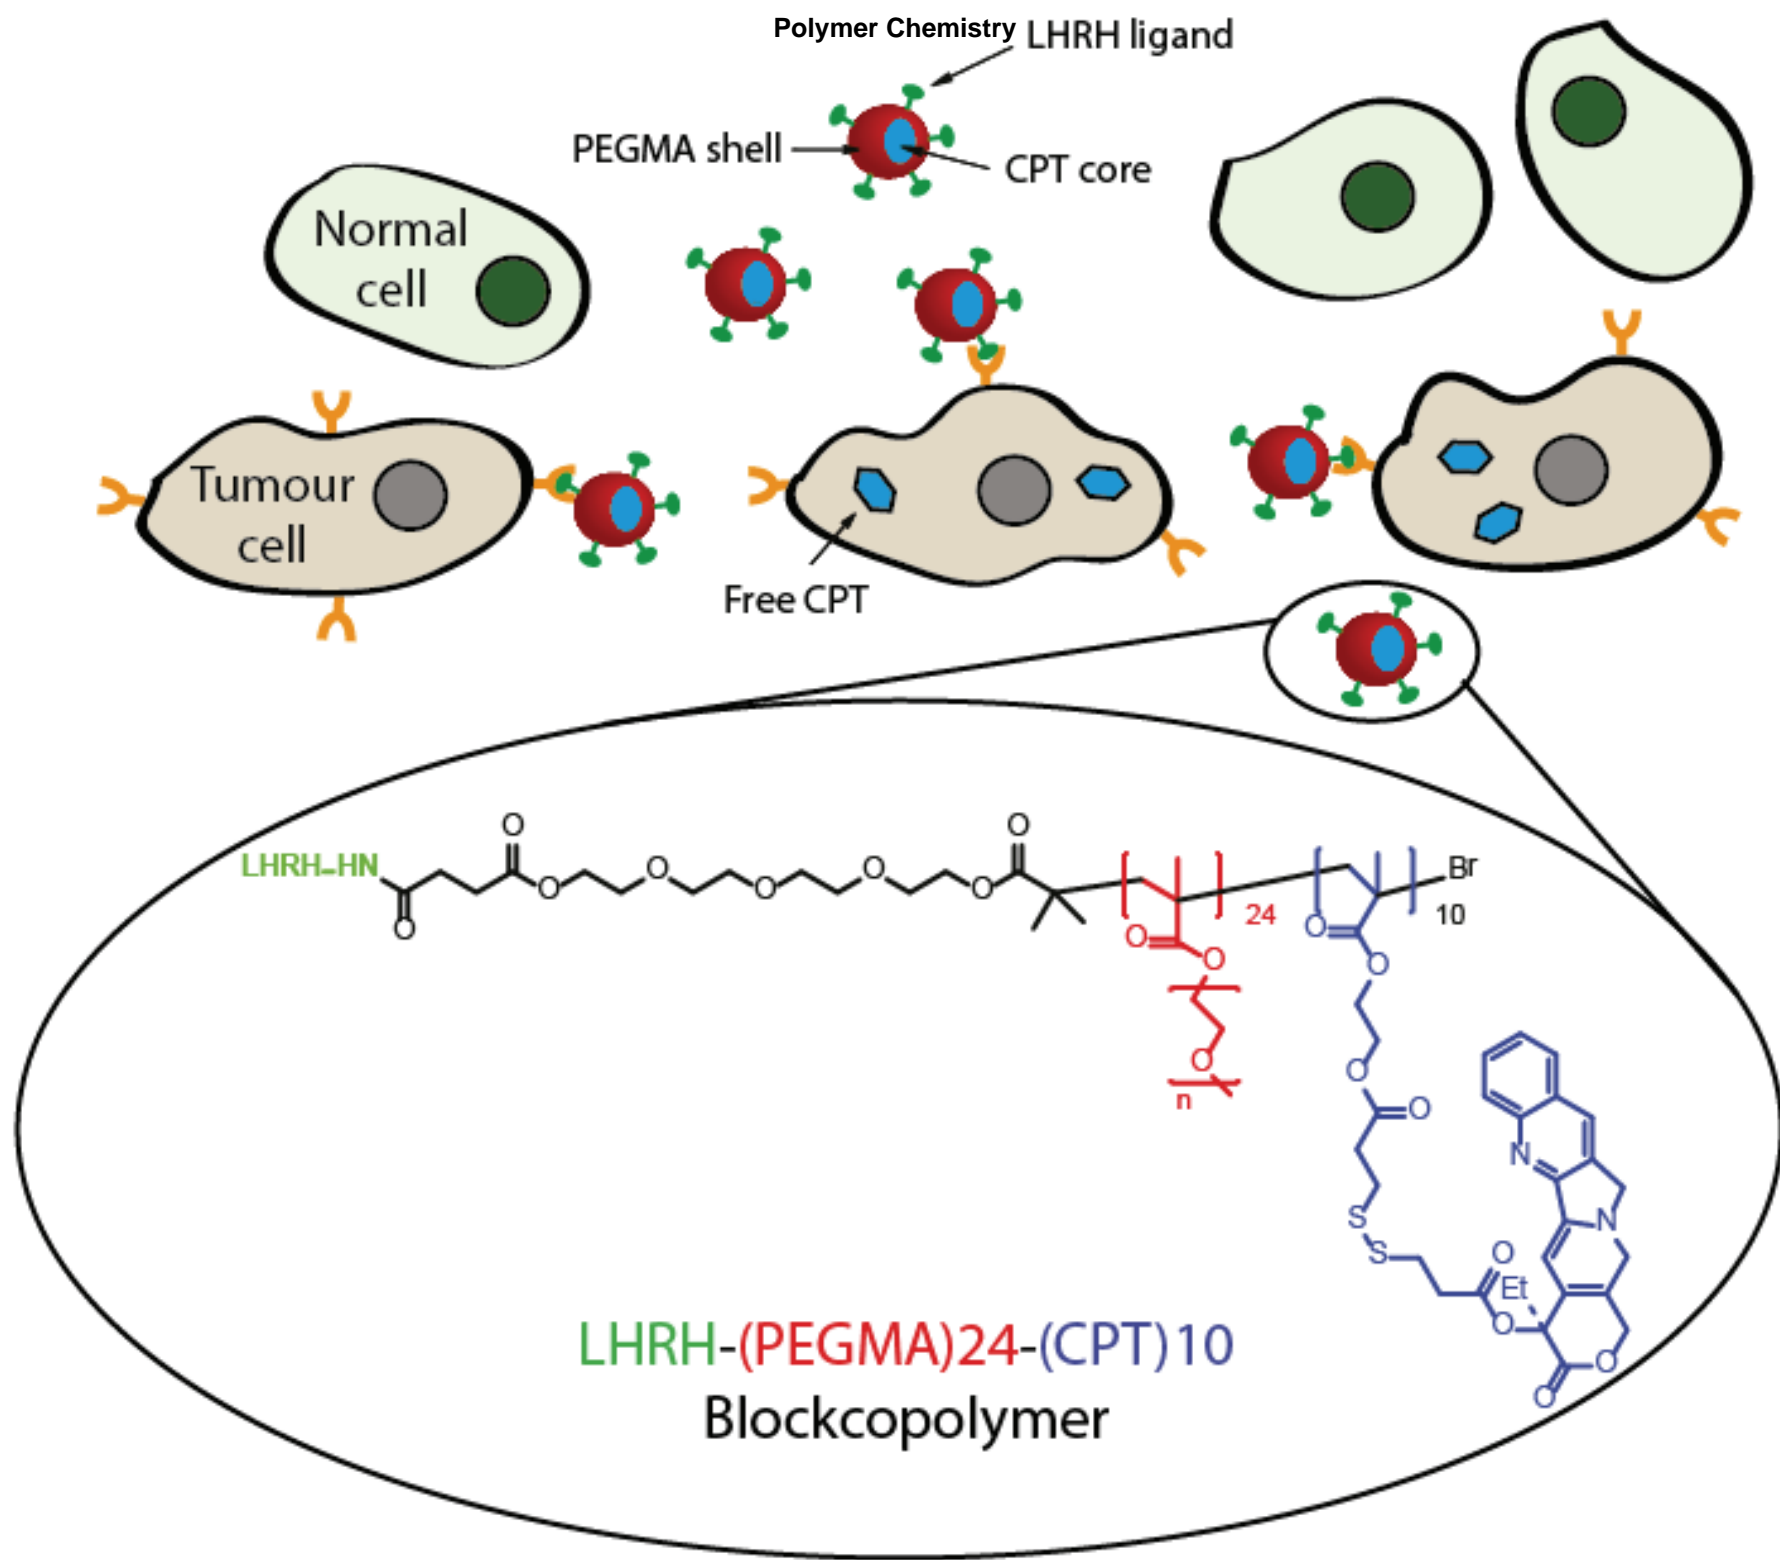 Polymer Chemistry
LHRH ligand
PEGMA shell
CPT core
Normal
cell
Tumour
cell
Free CPT
O
O
LHRH-HN
O
O
O
O
O
O
Br
24
10
O
O
O
O
O
O
n
O
O
N
S
S
N
O
Et
O
O
O
LHRH-(PEGMA)24-(CPT)10
Blockcopolymer